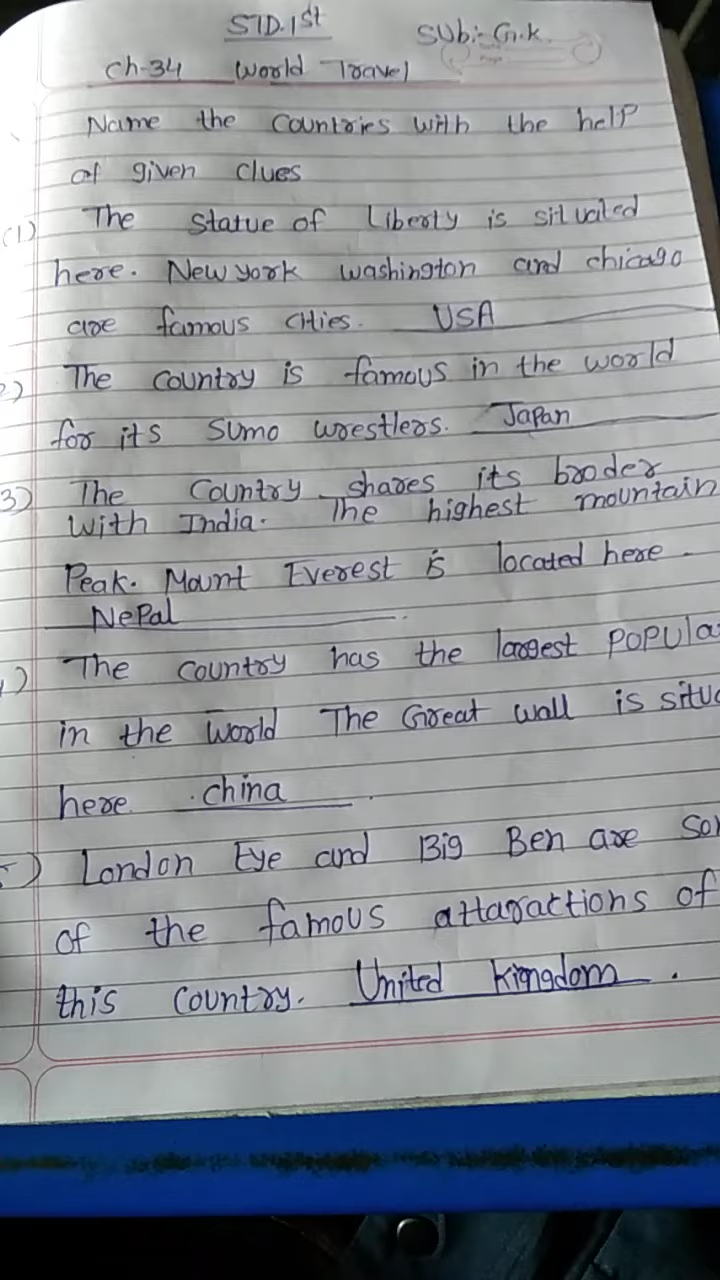 STD.1st Sub:- G.k.
Ch-34 World Travel
Name the Countries with the help
of given clues
(1) The Statue of Liberty is situated
here. New york washington and chicago
are famous cities. USA
2) The country is famous in the world
for its Sumo wrestlers. Japan
3) The Country shares its broder
with India. The highest mountain
Peak. Mount Everest is located here.
Nepal
) The country has the largest popula
in the World The Great wall is situa
here. china.
) London Eye and Big Ben are so
of the famous attaractions of
this country. United kingdom.